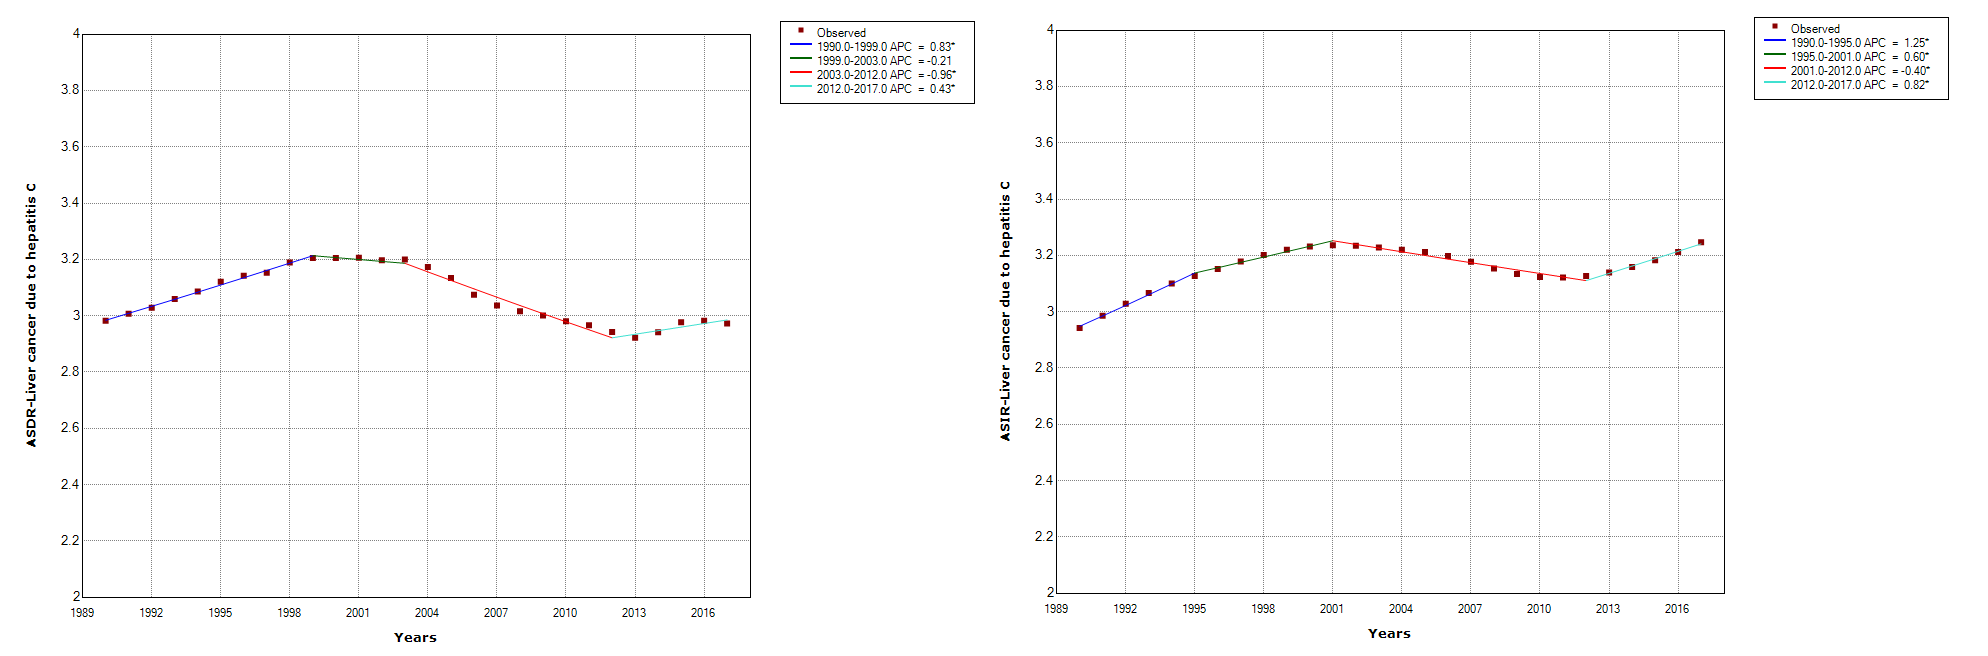 Observed
1990.0-1999.0 APC = 0.83*
1999.0-2003.0 APC = -0.21
2003.0-2012.0 APC = -0.96*
2012.0-2017.0 APC = 0.43*
4
3.8
3.6
3.4
3.2
3
2.8
2.6
2.4
2.2
2
ASDR-Liver cancer due to hepatitis C
1989 1992 1995 1998 2001 2004 2007 2010 2013 2016
Years
Observed
1990.0-1995.0 APC = 1.25*
1995.0-2001.0 APC = 0.60*
2001.0-2012.0 APC = -0.40*
2012.0-2017.0 APC = 0.82*
4
3.8
3.6
3.4
3.2
3
2.8
2.6
2.4
2.2
2
ASIR-Liver cancer due to hepatitis C
1989 1992 1995 1998 2001 2004 2007 2010 2013 2016
Years